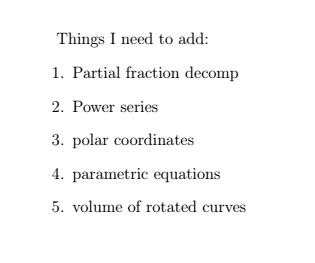 Things I need to add:
1. Partial fraction decomp
2. Power series
3. polar coordinates
4. parametric equations
5. volume of rotated curves